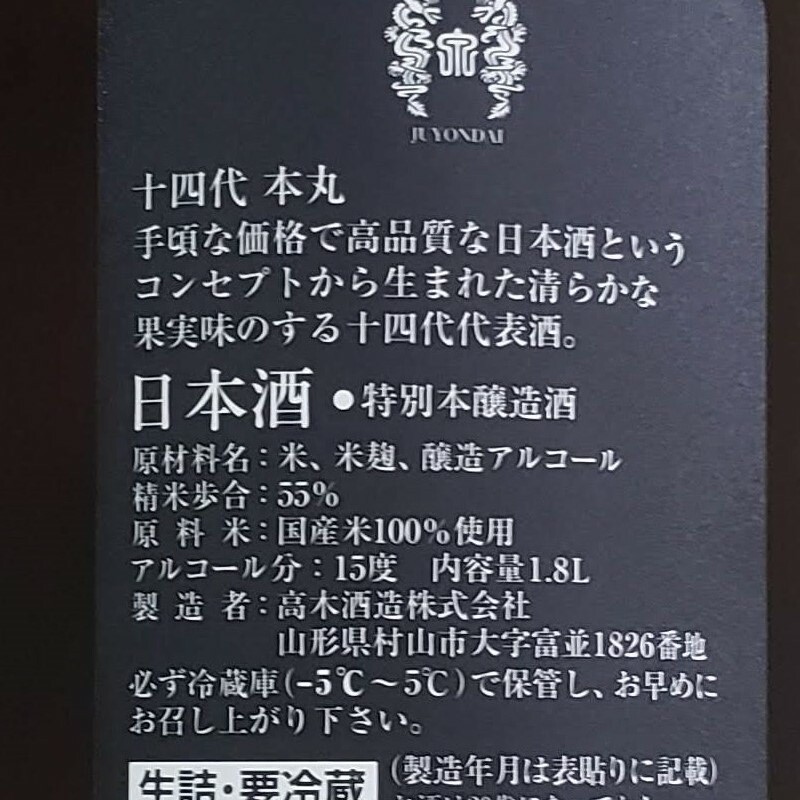 JUYONDAI
十四代 本丸
手頃な価格で高品質な日本酒という
コンセプトから生まれた清らかな
果実味のする十四代代表酒。
日本酒・特別本醸造酒
原材料名：米、米麹、醸造アルコール
精米歩合：55%
原料米：国産米100%使用
アルコール分：15度 内容量1.8L
製造者：高木酒造株式会社
山形県村山市大字富並1826番地
必ず冷蔵庫(-5℃〜5℃)で保管し、お早めに
お召し上がり下さい。
生詰・要冷蔵
(製造年月は表貼りに記載)